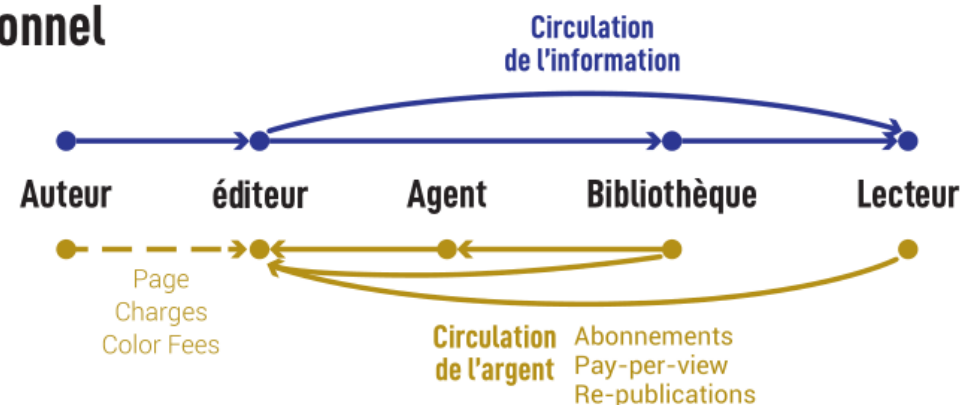 onnel
Circulation
de l'information
Auteur éditeur Agent Bibliothèque Lecteur
Page
Charges
Color Fees
Circulation
de l'argent
Abonnements
Pay-per-view
Re-publications